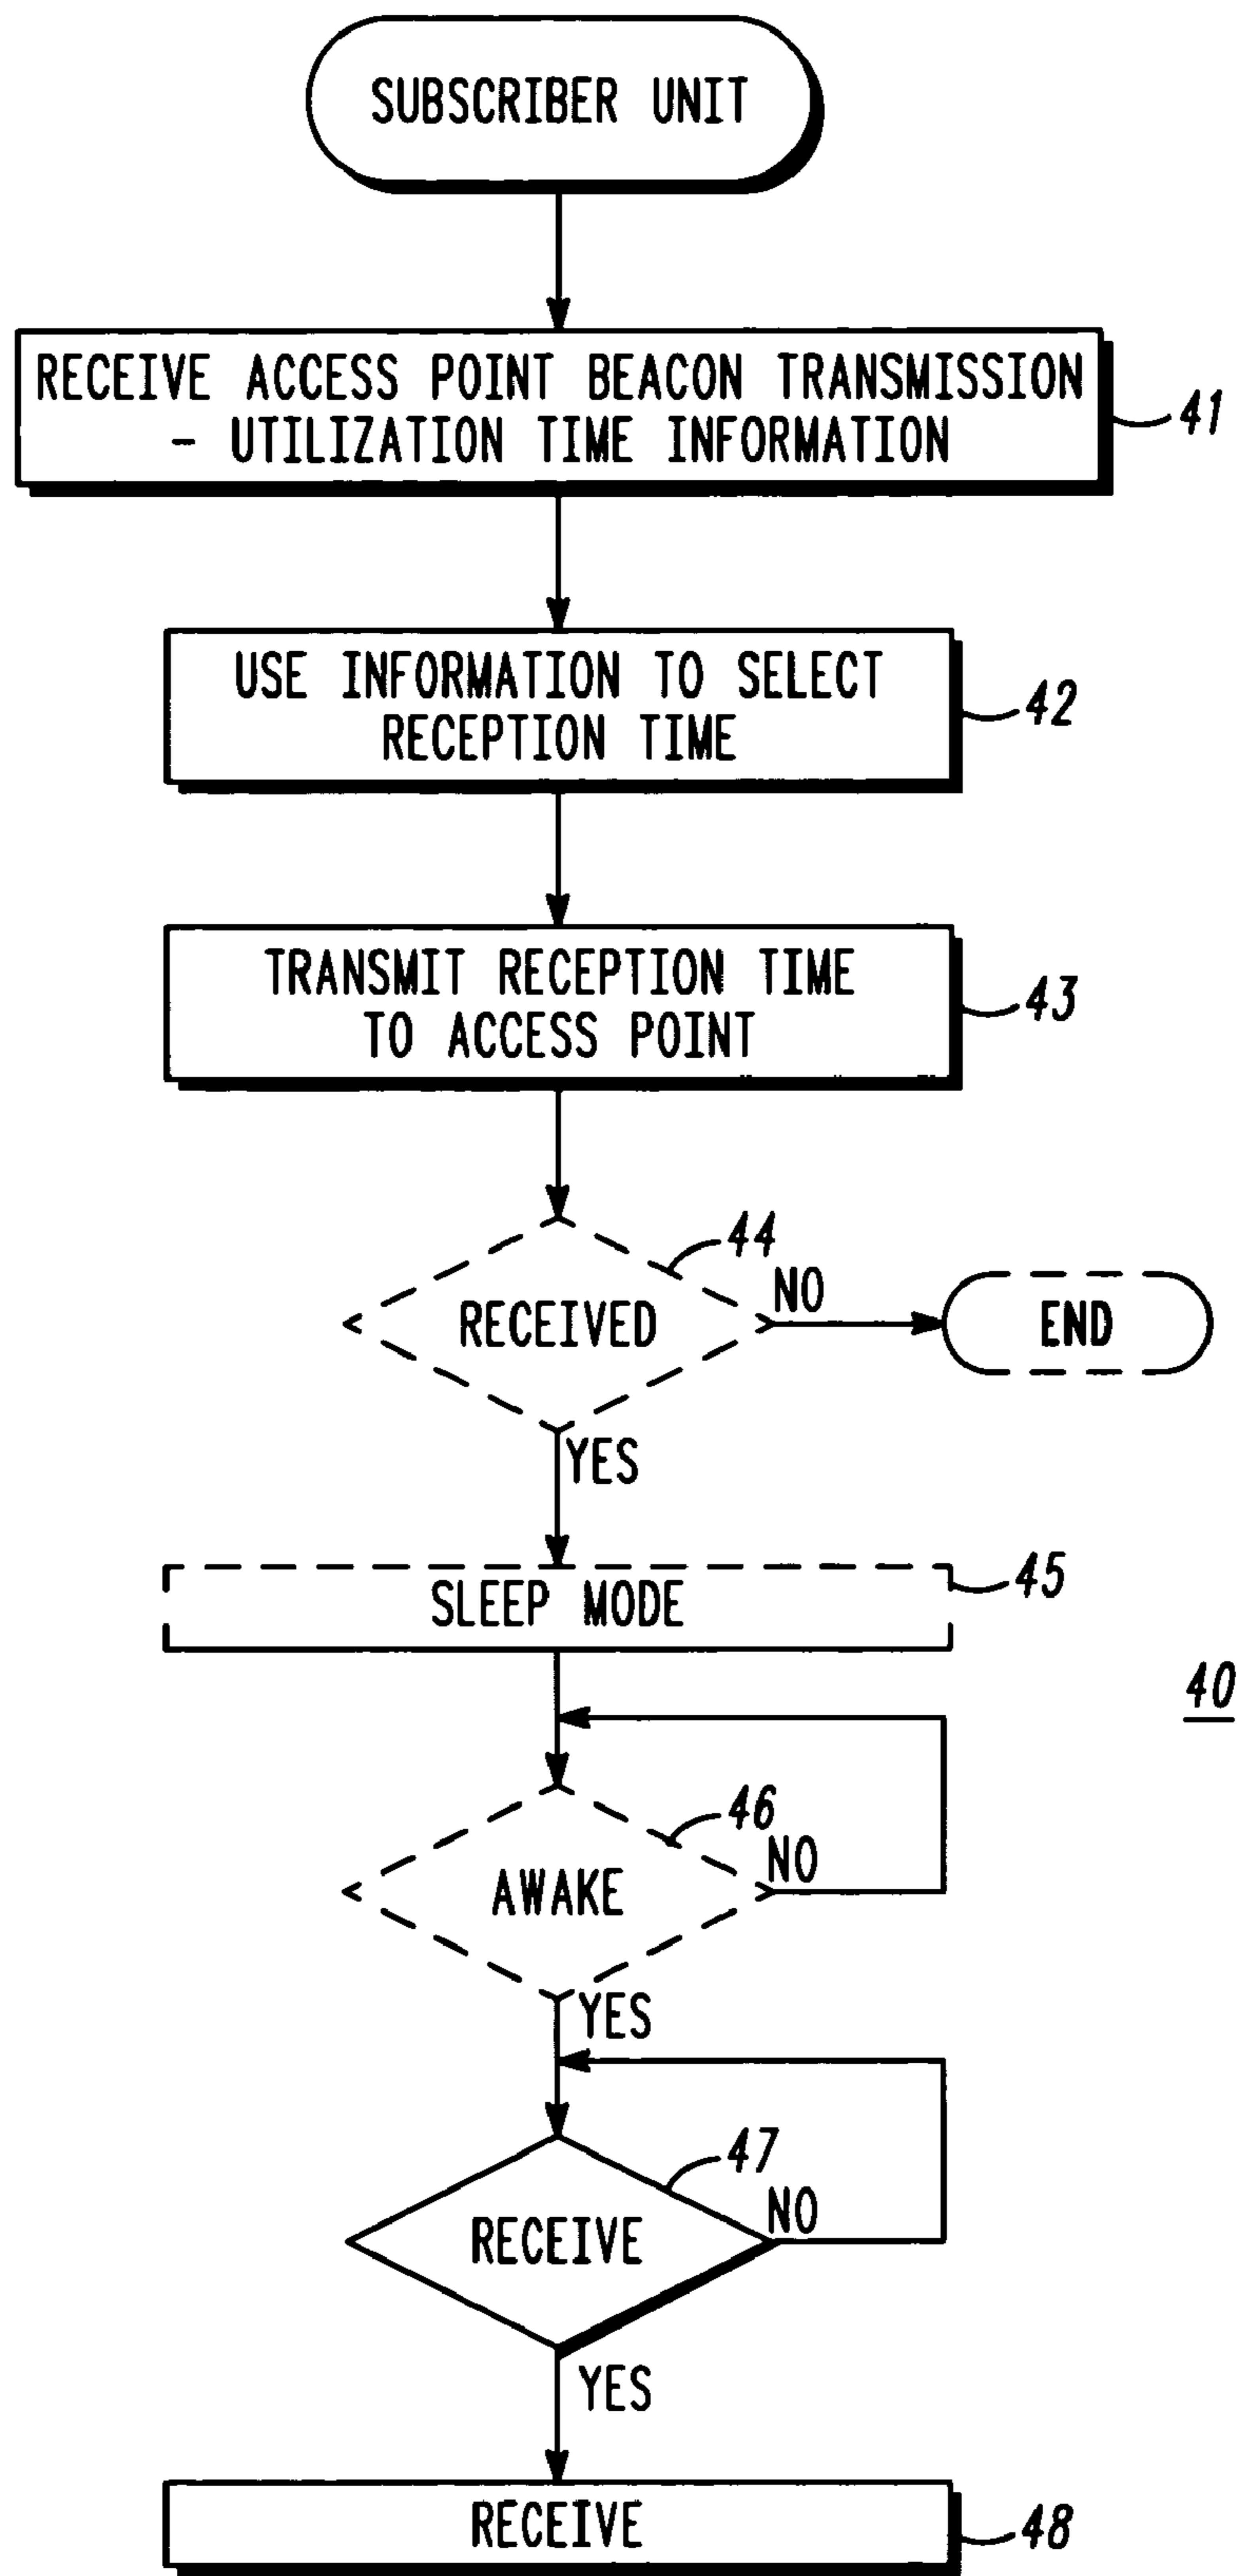 SUBSCRIBER UNIT
RECEIVE ACCESS POINT BEACON TRANSMISSION
- UTILIZATION TIME INFORMATION
41
USE INFORMATION TO SELECT
RECEPTION TIME
42
TRANSMIT RECEPTION TIME
TO ACCESS POINT
43
44
RECEIVED
NO
END
YES
SLEEP MODE
45
40
46
AWAKE
NO
YES
47
RECEIVE
NO
YES
RECEIVE
48